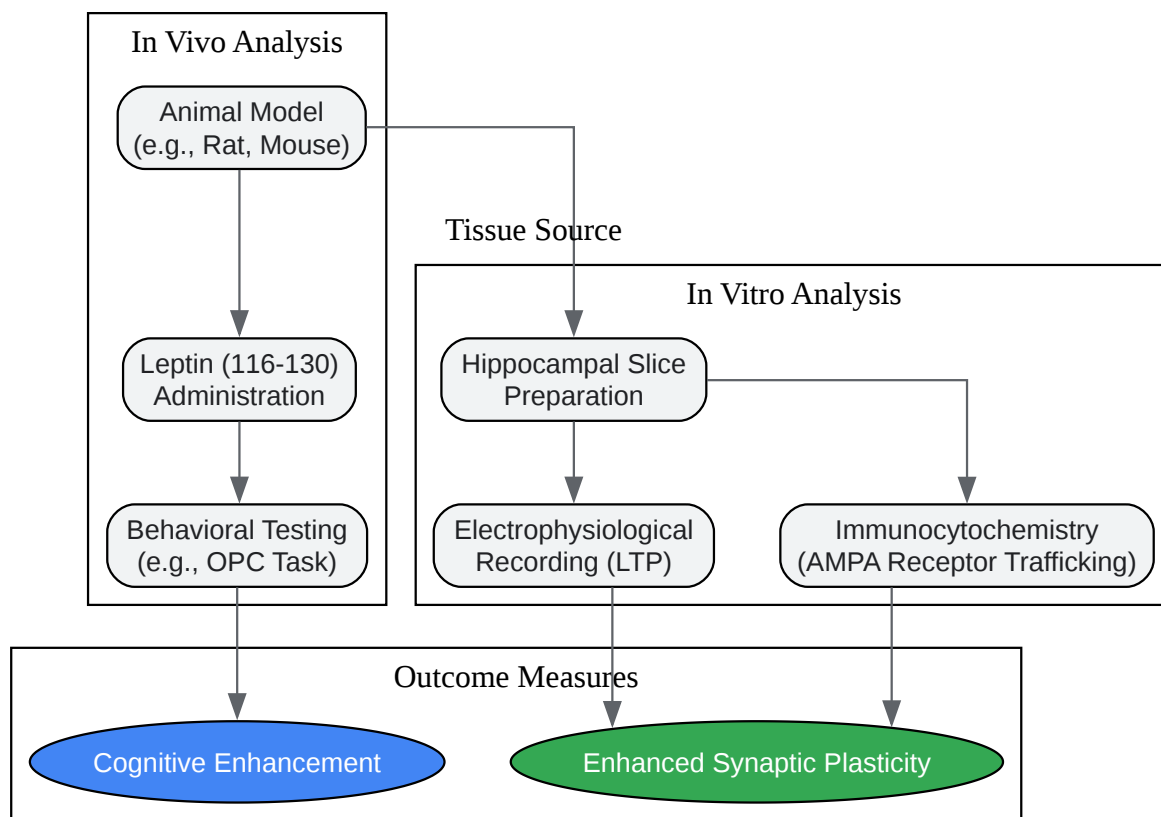 In Vivo Analysis
Animal Model
(e.g., Rat, Mouse)
Tissue Source
In Vitro Analysis
Leptin (116-130)
Administration
Hippocampal Slice
Preparation
Behavioral Testing
(e.g., OPC Task)
Electrophysiological
Recording (LTP)
Immunocytochemistry
(AMPA Receptor Trafficking)
Outcome Measures
Cognitive Enhancement
Enhanced Synaptic Plasticity